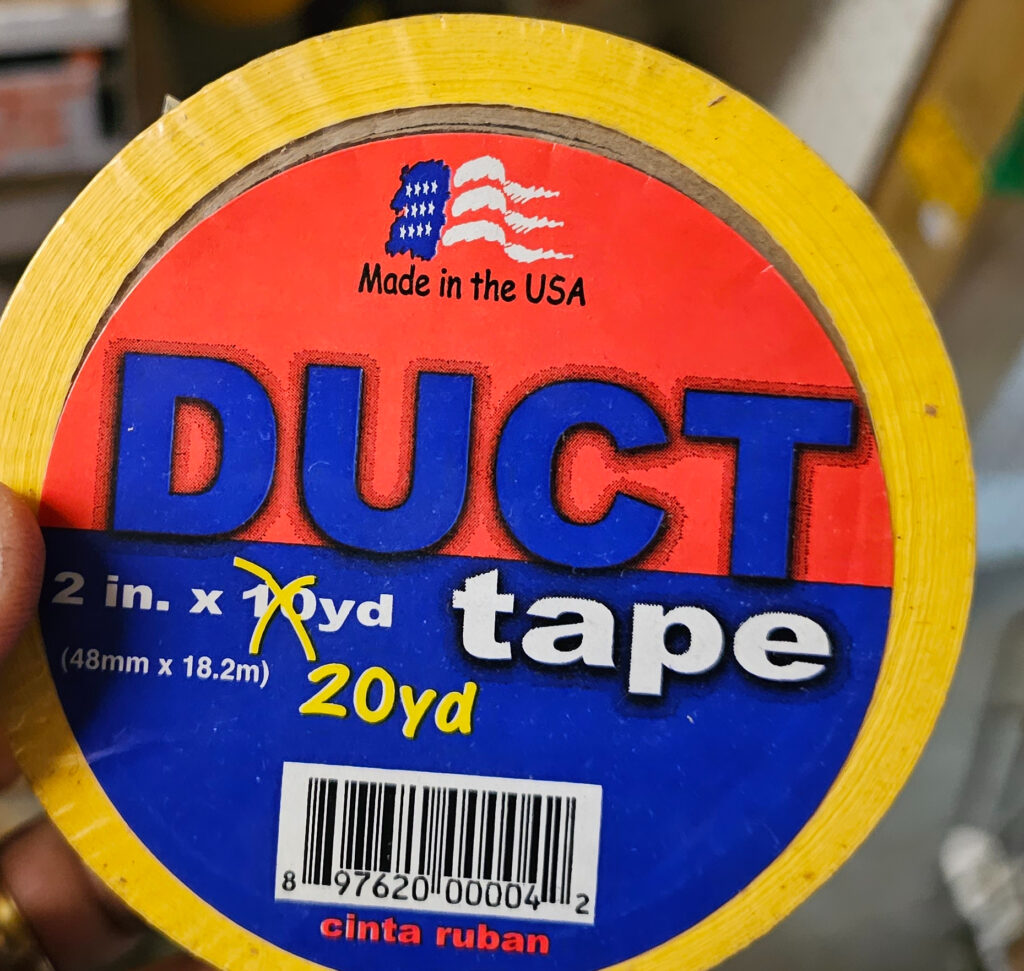 Made in the USA
DUCT
tape
2 in. x 10yd
(48mm x 18.2m)
20yd
8 97620 00004 2
cinta ruban